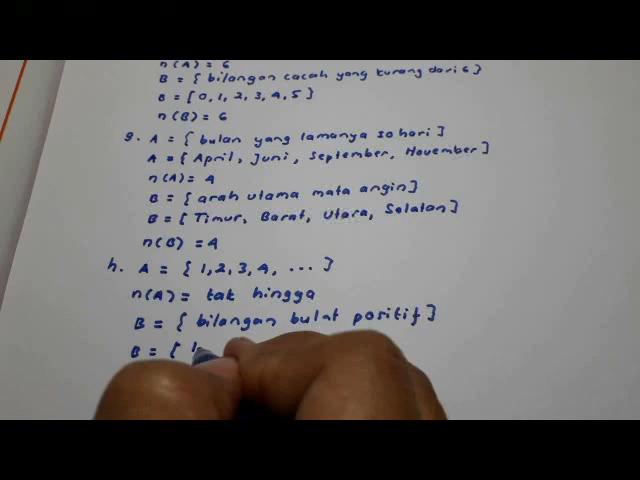 n(A) = 6
B = { bilangan cacah yang kurang dari 6 }
B = { 0, 1, 2, 3, 4, 5 }
n(B) = 6
g. A = { bulan yang lamanya 30 hari }
A = { April, Juni, September, November }
n(A) = 4
B = { arah utama mata angin }
B = { Timur, Barat, Utara, Selatan }
n(B) = 4
h. A = { 1, 2, 3, 4, ... }
n(A) = tak hingga
B = { bilangan bulat positif }
B = { 1